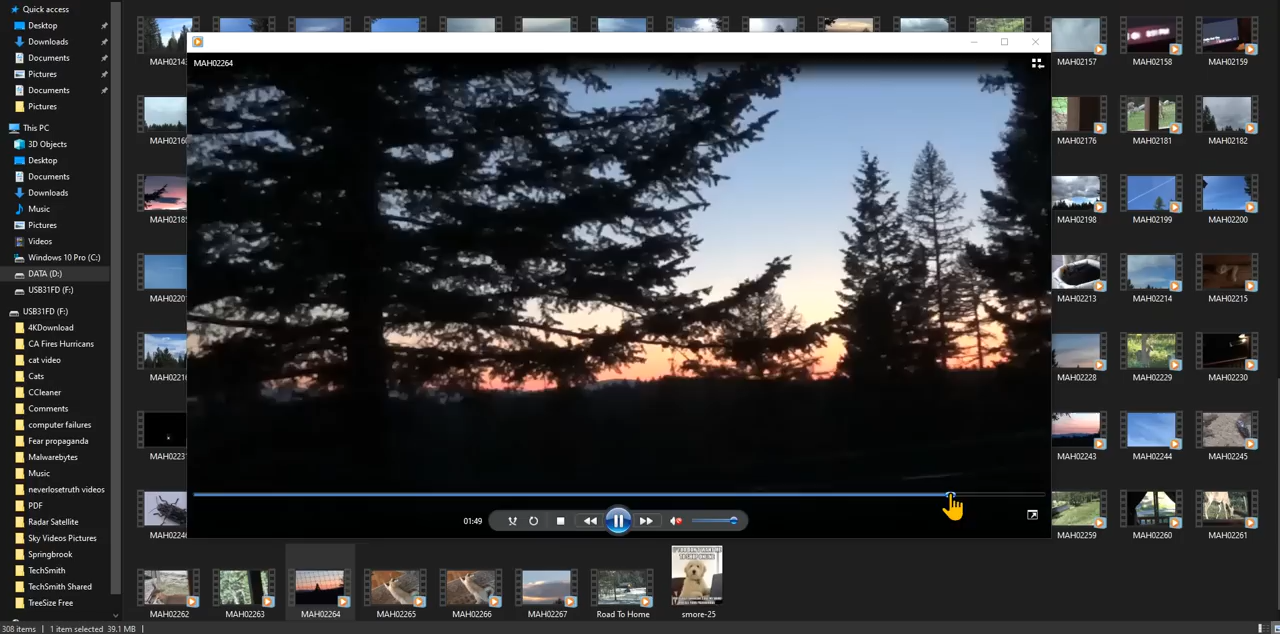 Quick access
Desktop
Downloads
Documents
Pictures
Documents
Pictures
This PC
3D Objects
Desktop
Documents
Downloads
Music
Pictures
Videos
Windows 10 Pro (C:)
DATA (D:)
USB31FD (F:)
USB31FD (F:)
4KDownload
CA Fires Hurricans
cat video
Cats
CCleaner
Comments
computer failures
Fear propaganda
Malwarebytes
Music
neverlosetruth videos
PDF
Radar Satellite
Sky Videos Pictures
Springbrook
TechSmith
TechSmith Shared
TreeSize Free
MAH02157 MAH02158 MAH02159
MAH02176 MAH02181 MAH02182
MAH02198 MAH02199 MAH02200
MAH02213 MAH02214 MAH02215
MAH02228 MAH02229 MAH02230
MAH02243 MAH02244 MAH02245
MAH02259 MAH02260 MAH02261
MAH02264
01:49
MAH02262 MAH02263 MAH02264 MAH02265 MAH02266 MAH02267 Road To Home smore-25
308 items 1 item selected 39.1 MB